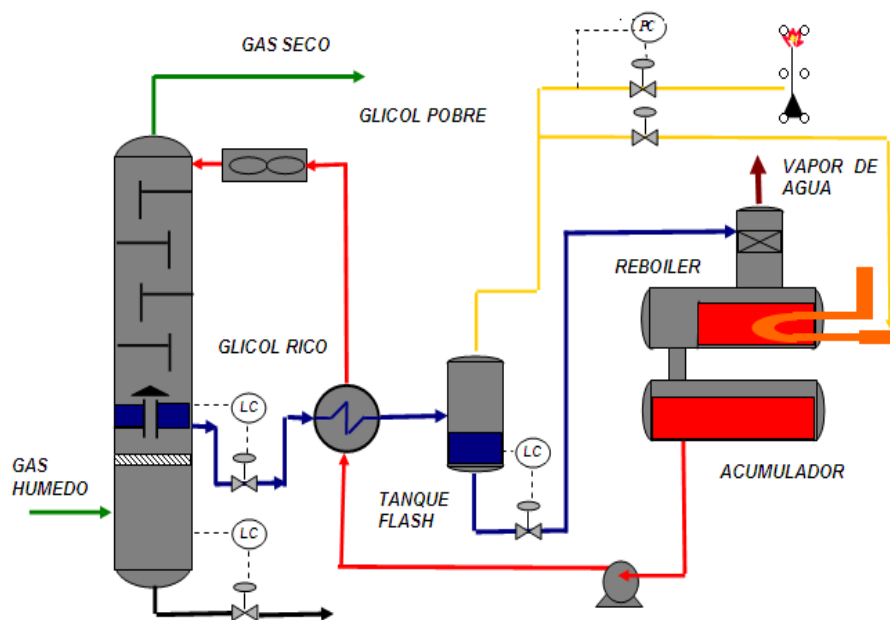 GAS SECO
PC
GLICOL POBRE
VAPOR DE
AGUA
REBOILER
GLICOL RICO
LC
GAS
HUMEDO
LC
TANQUE
FLASH
ACUMULADOR
LC